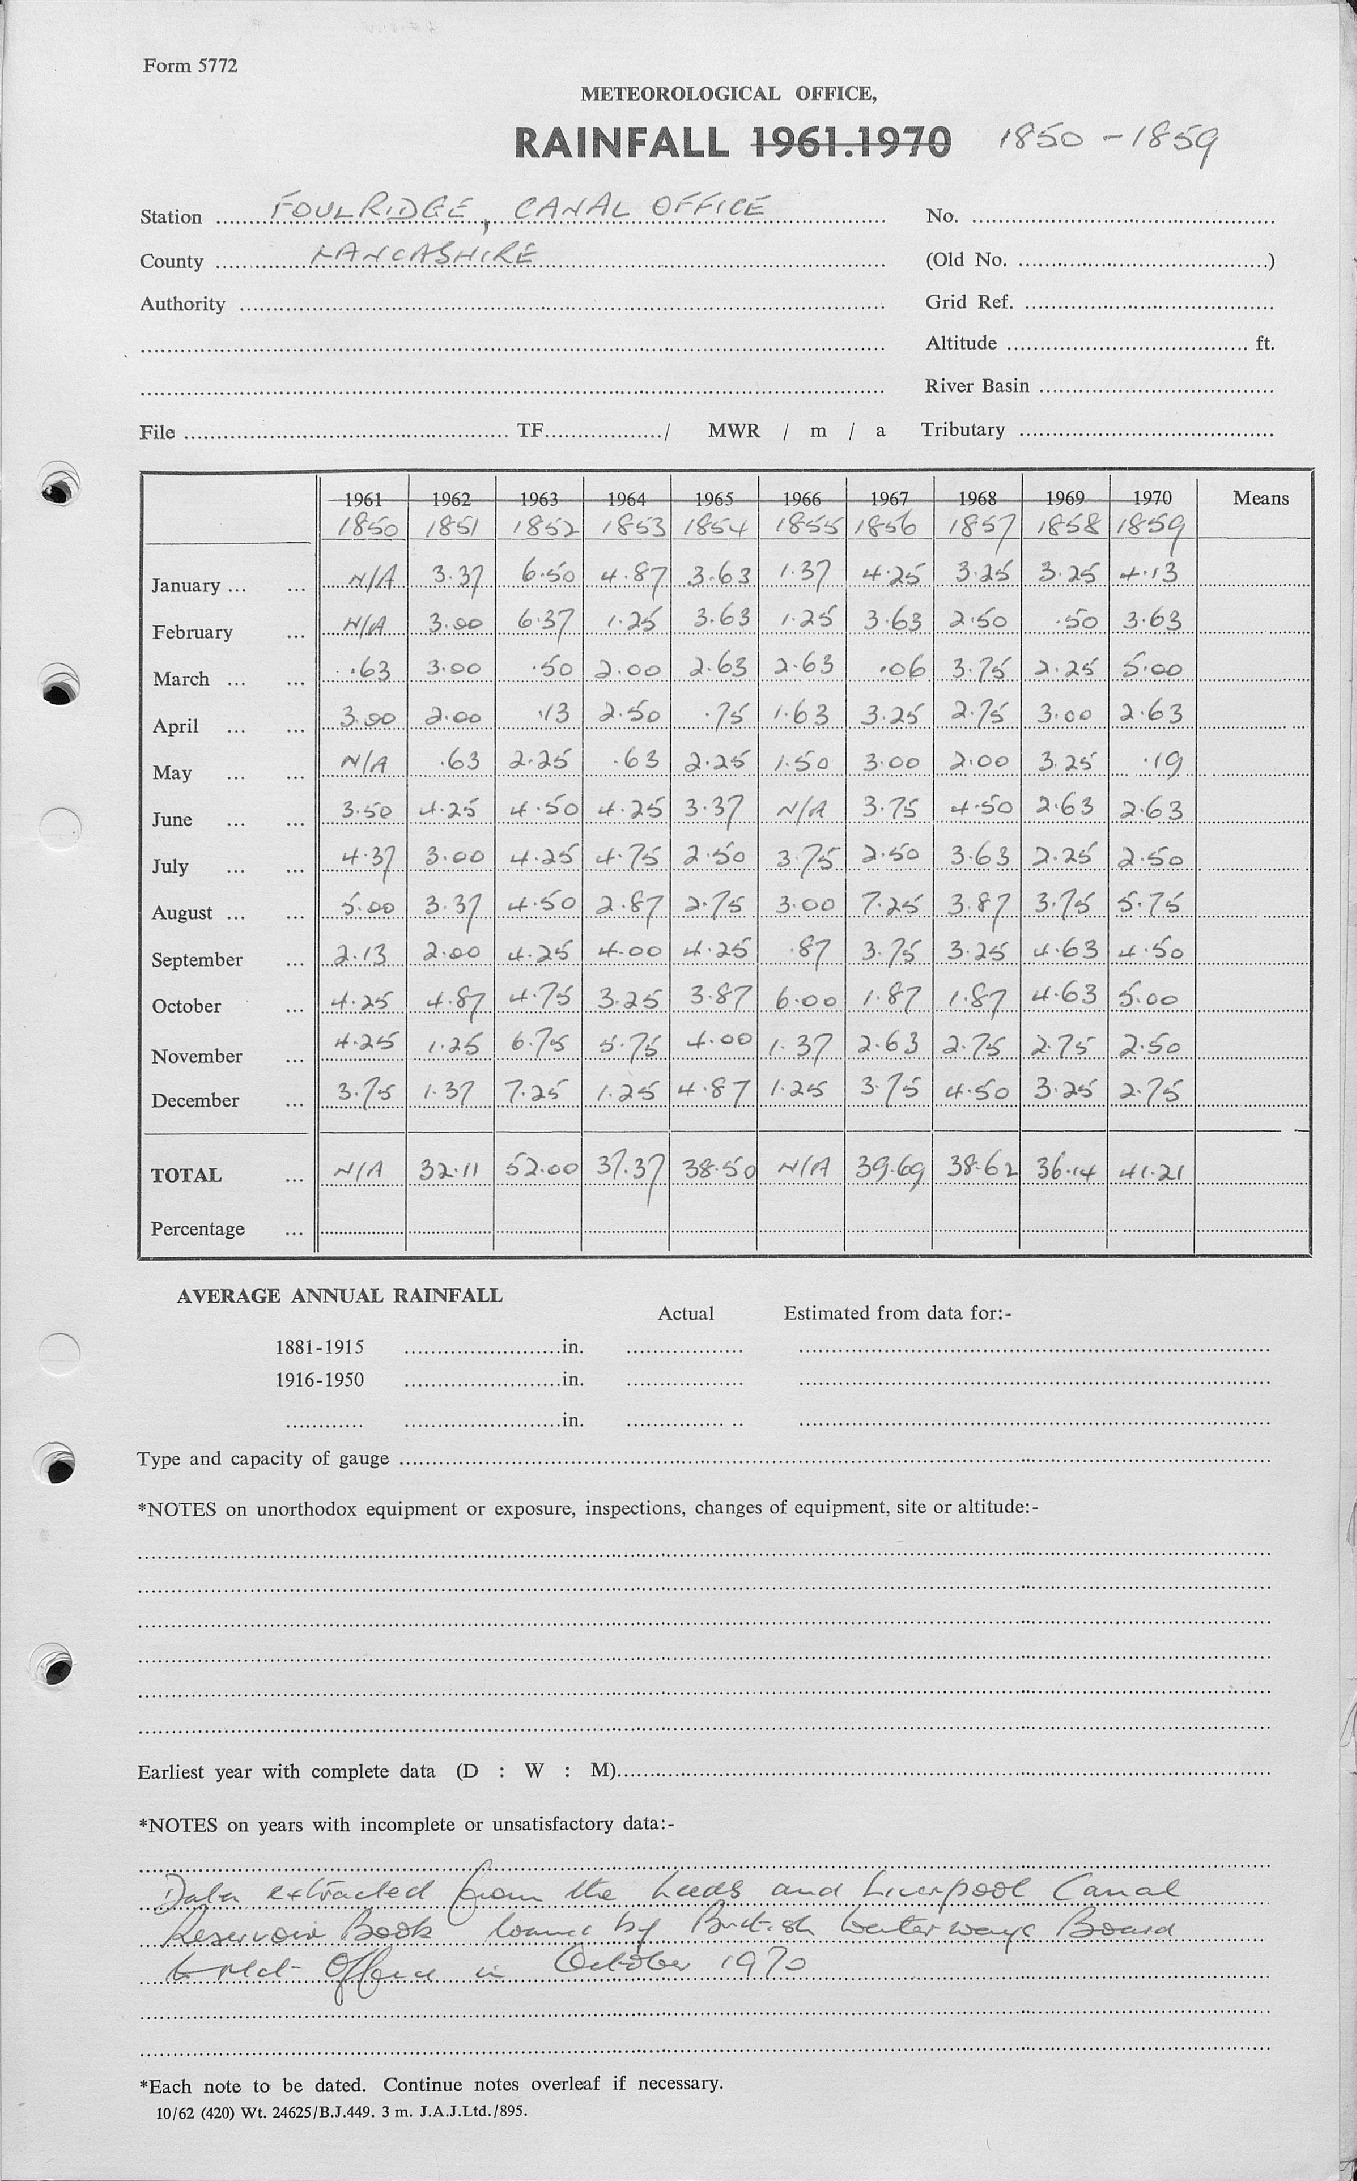 Form 5772
METEOROLOGICAL OFFICE,
RAINFALL 1961.1970 1850 - 1859
Station FOULRIDGE, CANAL OFFICE No.
County LANCASHIRE (Old No. )
Authority Grid Ref.
Altitude ft.
River Basin
File TF / MWR / m / a Tributary
1961 1962 1963 1964 1965 1966 1967 1968 1969 1970 Means
1850 1851 1852 1853 1854 1855 1856 1857 1858 1859
January ... ... N/A 3.37 6.50 4.87 3.63 1.37 4.25 3.25 3.25 4.13
February ... N/A 3.00 6.37 1.25 3.63 1.25 3.63 2.50 .50 3.63
March ... ... .63 3.00 .50 2.00 2.63 2.63 .06 3.75 2.25 5.00
April ... ... 3.00 2.00 .13 2.50 .75 1.63 3.25 2.75 3.00 2.63
May ... ... N/A .63 2.25 .63 2.25 1.50 3.00 2.00 3.25 .19
June ... ... 3.50 4.25 4.50 4.25 3.37 N/A 3.75 4.50 2.63 2.63
July ... ... 4.37 3.00 4.25 4.75 2.50 3.75 2.50 3.63 2.25 2.50
August ... ... 5.00 3.37 4.50 2.87 2.75 3.00 7.25 3.87 3.75 5.75
September ... 2.13 2.00 4.25 4.00 4.25 .87 3.75 3.25 4.63 4.50
October ... 4.25 4.87 4.75 3.25 3.87 6.00 1.87 1.87 4.63 5.00
November ... 4.25 1.25 6.75 5.75 4.00 1.37 2.63 2.75 2.75 2.50
December ... 3.75 1.37 7.25 1.25 4.87 1.25 3.75 4.50 3.25 2.75
TOTAL ... N/A 32.11 52.00 37.37 38.50 N/A 39.69 38.62 36.14 41.21
Percentage ...
AVERAGE ANNUAL RAINFALL
Actual Estimated from data for:-
1881-1915 in.
1916-1950 in.
in.
Type and capacity of gauge
*NOTES on unorthodox equipment or exposure, inspections, changes of equipment, site or altitude:-
Earliest year with complete data (D : W : M)
*NOTES on years with incomplete or unsatisfactory data:-
Data extracted from the Leeds and Liverpool Canal
Reservoir Book loaned by British Waterways Board
to Met Office in October 1970
*Each note to be dated. Continue notes overleaf if necessary.
10/62 (420) Wt. 24625/B.J.449. 3 m. J.A.J.Ltd./895.